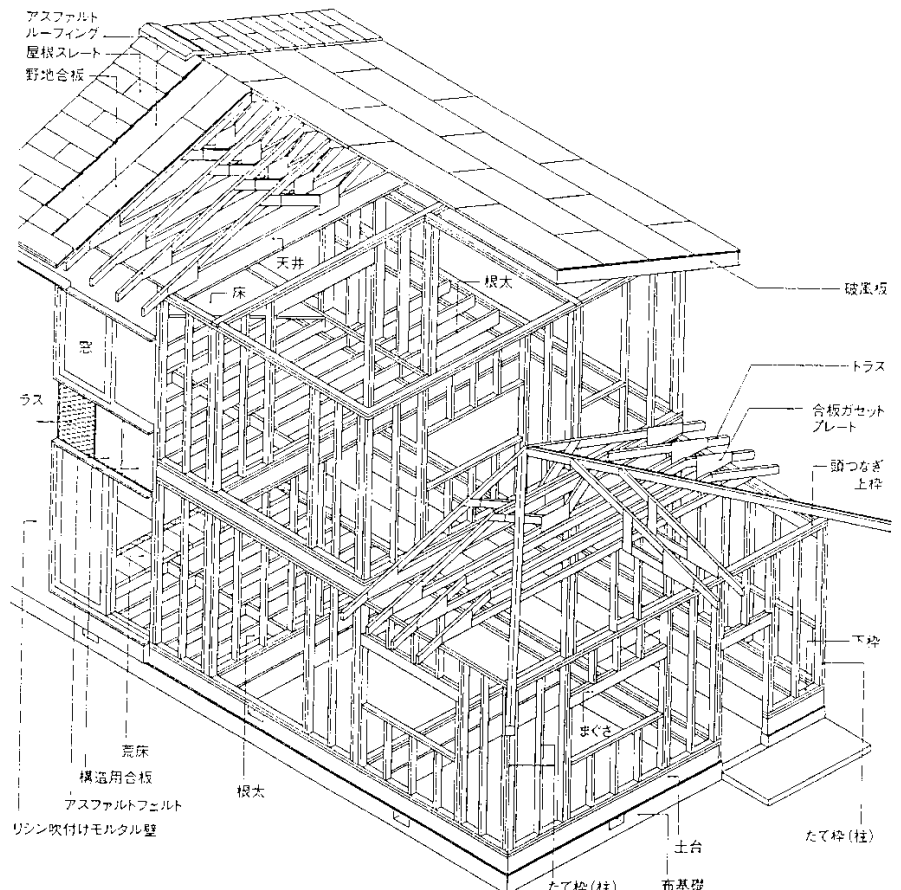 アスファルト
ルーフィング
屋根スレート
野地合板
天井
床
根太
破風板
窓
ラス
トラス
合板ガセット
プレート
頭つなぎ
上枠
下枠
まぐさ
荒床
構造用合板
アスファルトフェルト
リシン吹付けモルタル壁
根太
土台
たて枠(柱)
たて枠(柱)
布基礎